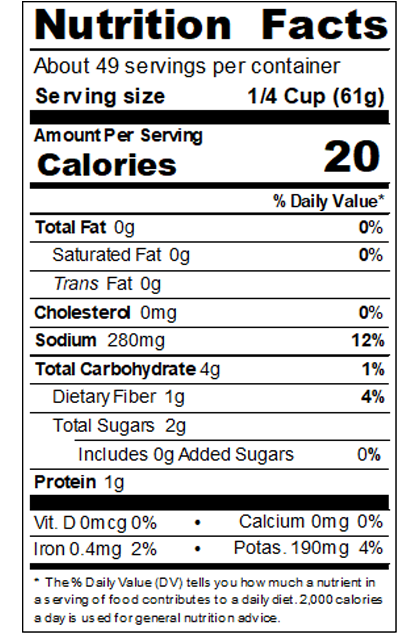 Nutrition Facts
About 49 servings per container
Serving size 1/4 Cup (61g)
Amount Per Serving
Calories 20
% Daily Value*
Total Fat 0g 0%
Saturated Fat 0g 0%
Trans Fat 0g
Cholesterol 0mg 0%
Sodium 280mg 12%
Total Carbohydrate 4g 1%
Dietary Fiber 1g 4%
Total Sugars 2g
Includes 0g Added Sugars 0%
Protein 1g
Vit. D 0mcg 0% • Calcium 0mg 0%
Iron 0.4mg 2% • Potas. 190mg 4%
* The % Daily Value (DV) tells you how much a nutrient in
a serving of food contributes to a daily diet. 2,000 calories
a day is used for general nutrition advice.